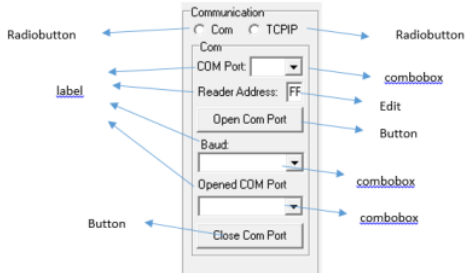 Communication
Radiobutton
Com
TCPIP
Radiobutton
Com
COM Port:
combobox
label
Reader Address:
FF
Edit
Open Com Port
Button
Baud:
combobox
Opened COM Port
combobox
Button
Close Com Port